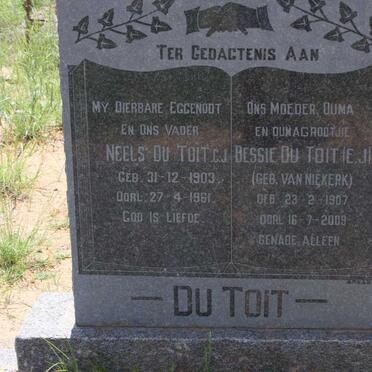 TER GEDACTENIS AAN
MY DIERBARE EGGENOOT
EN ONS VADER
NEELS DU TOIT (C.J
GEB. 31-12-1903.
OORL. 27-4-1961.
GOD IS LIEFDE.
ONS MOEDER, OUMA
EN OUMAGROOTJIE
BESSIE DU TOIT (E.J
(GEB. VAN NIEKERK)
GEB. 23-2-1907
OORL 16-7-2009
GENADE ALLEEN
DU TOIT